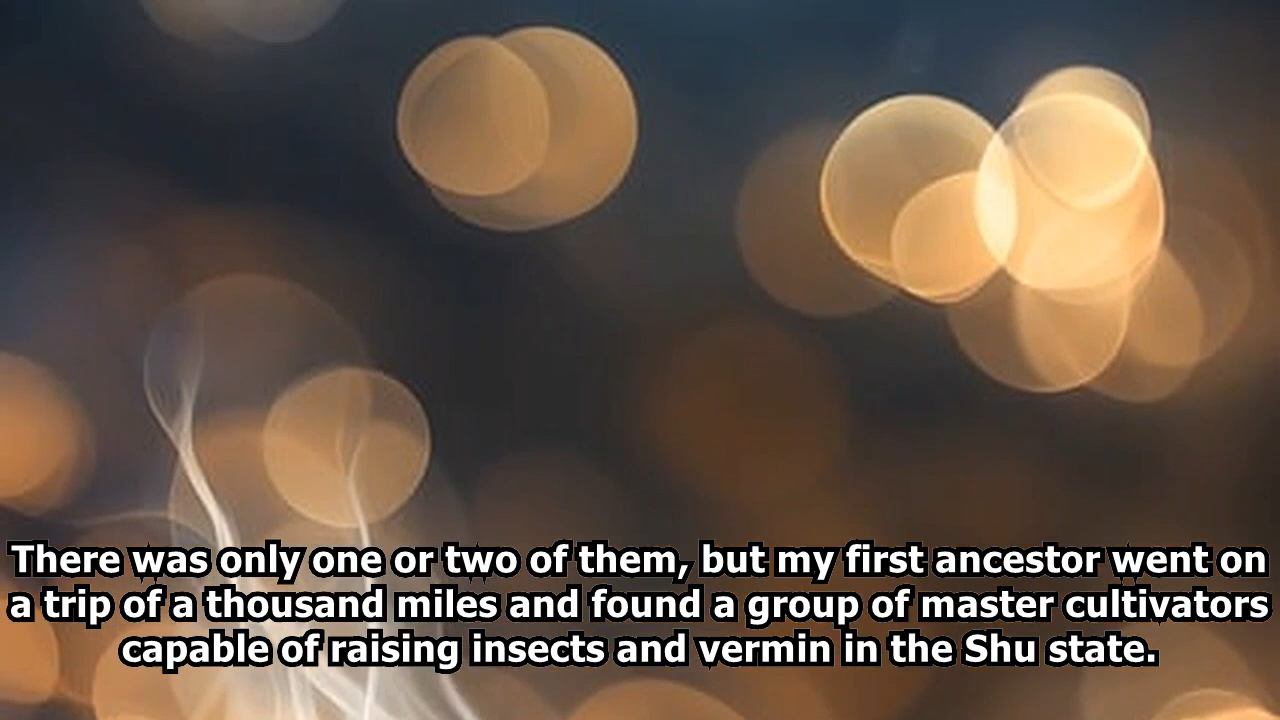 There was only one or two of them, but my first ancestor went on
a trip of a thousand miles and found a group of master cultivators
capable of raising insects and vermin in the Shu state.